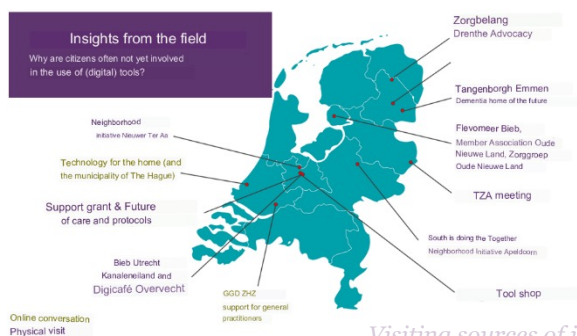 Insights from the field
Why are citizens often not yet involved
in the use of (digital) tools?
Zorgbelang
Drenthe Advocacy
Tangenborgh Emmen
Dementia home of the future
Neighborhood
initiative Nieuwer Ter Aa
Flevomeer Bieb,
Member Association Oude
Nieuwe Land, Zorggroep
Oude Nieuwe Land
Technology for the home (and
the municipality of The Hague)
TZA meeting
Support grant & Future
of care and protocols
South is doing the Together
Neighborhood Initiative Apeldoorn
Bieb Utrecht
Kanaleneiland and
Digicafé Overvecht
GGD ZHZ
support for general
practitioners
Tool shop
Online conversation
Physical visit
Visiting sources of i